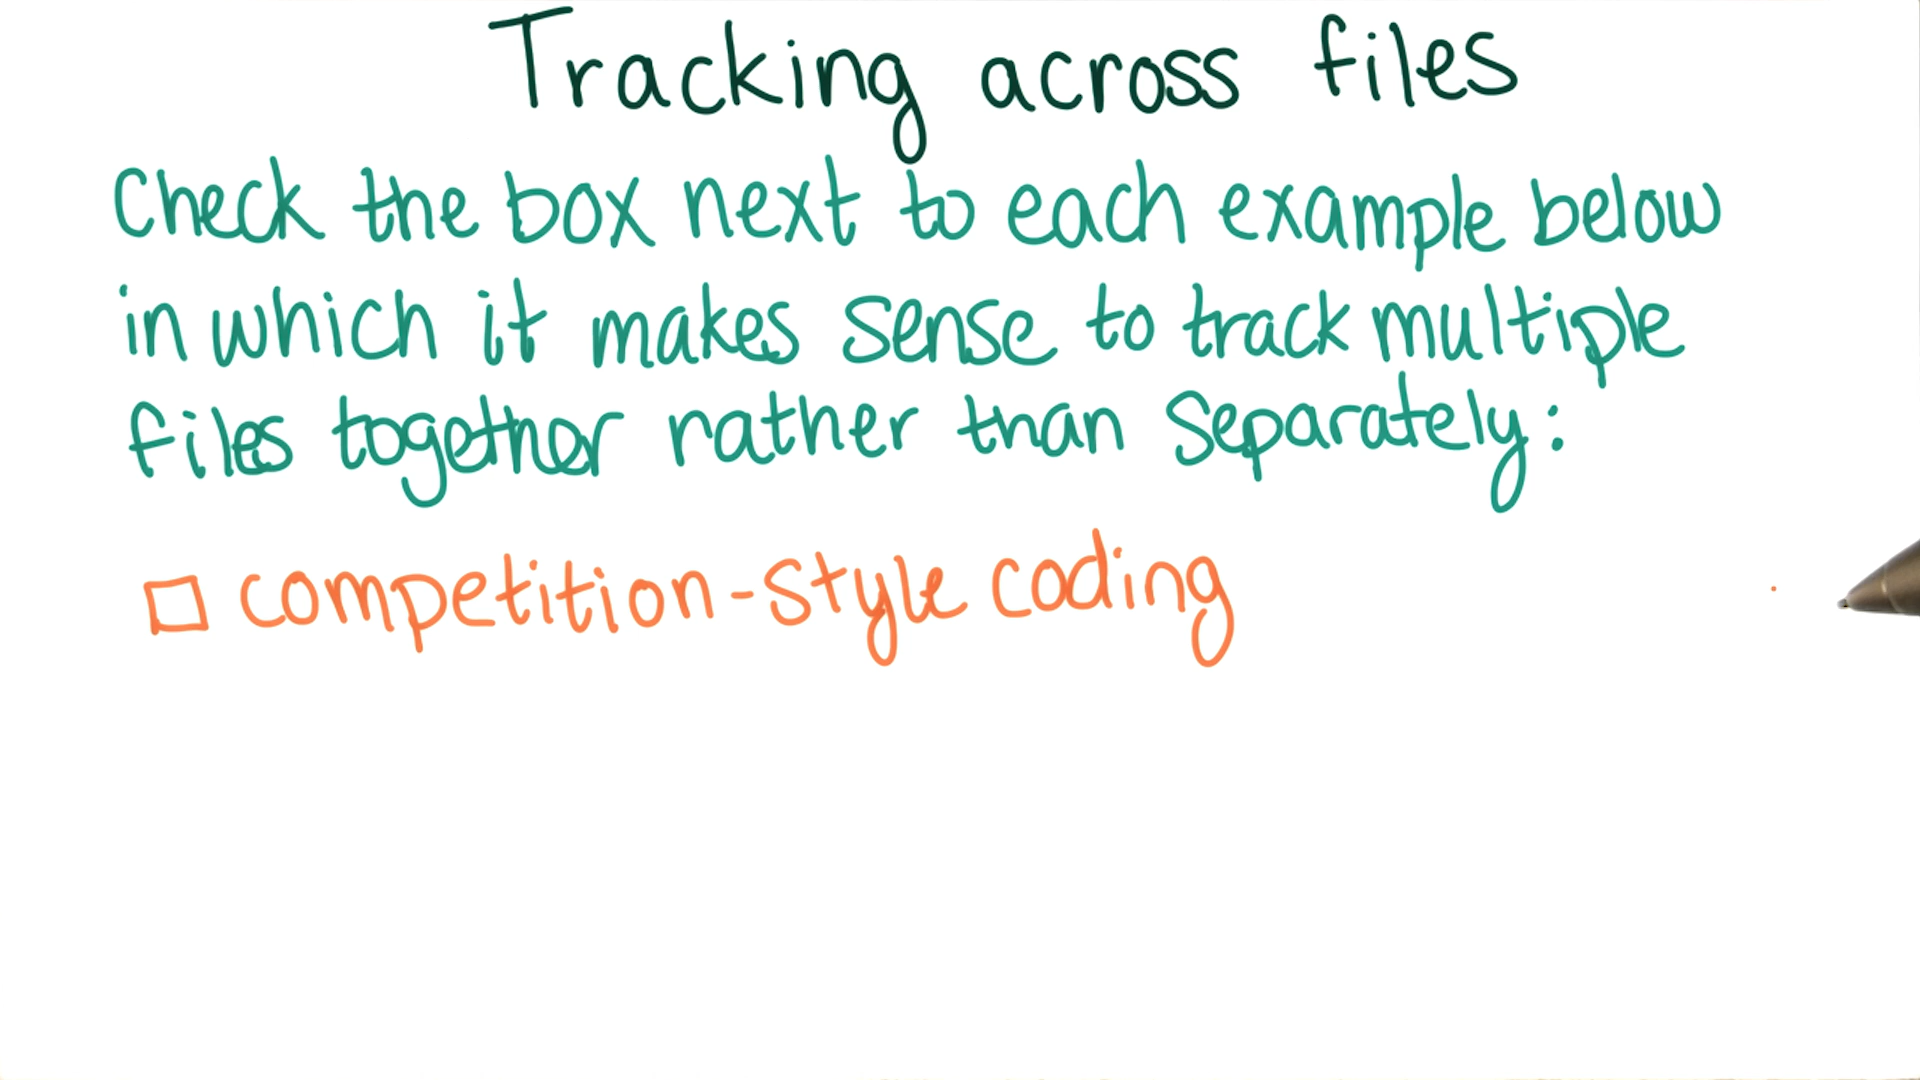 Tracking across files
Check the box next to each example below
in which it makes sense to track multiple
files together rather than separately:
competition-style coding